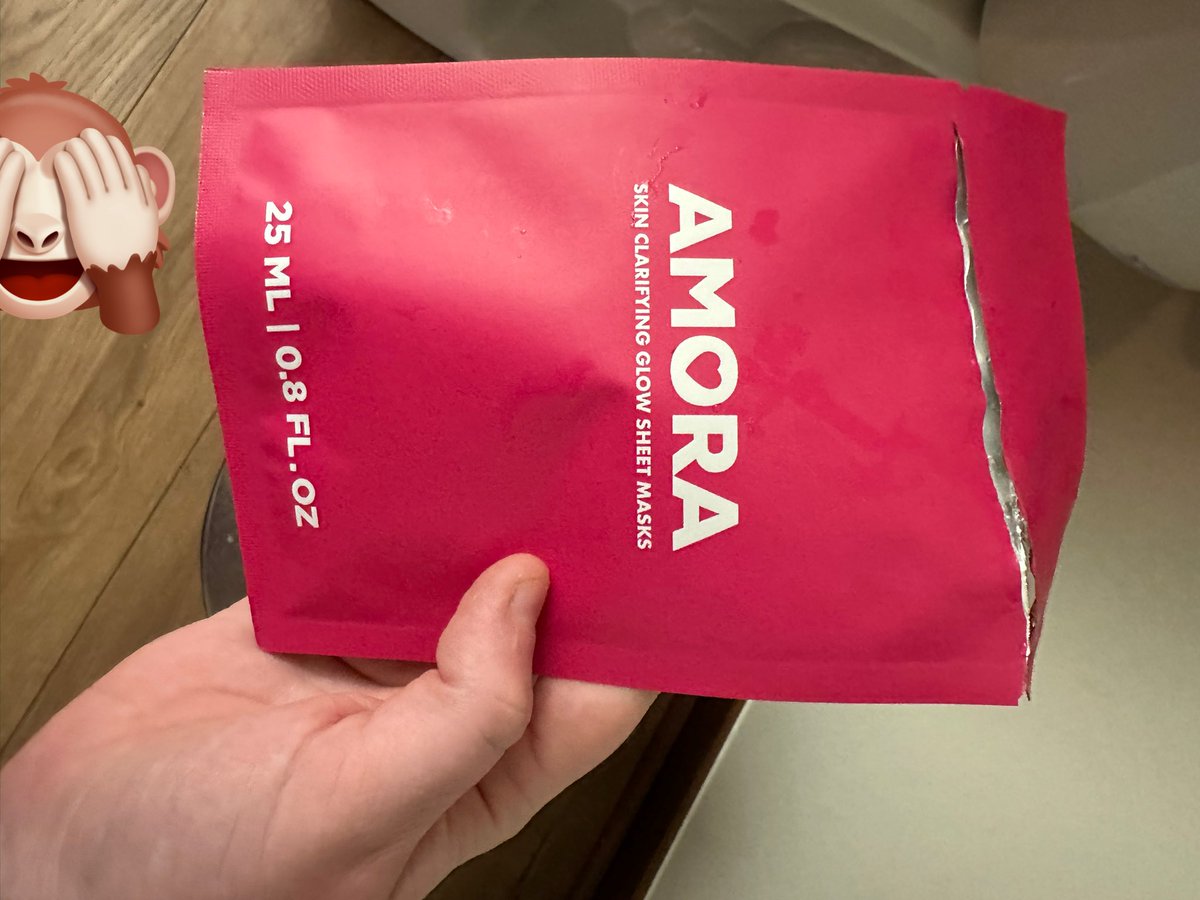 AMORA
SKIN CLARIFYING GLOW SHEET MASKS
25 ML | 0.8 FL. OZ